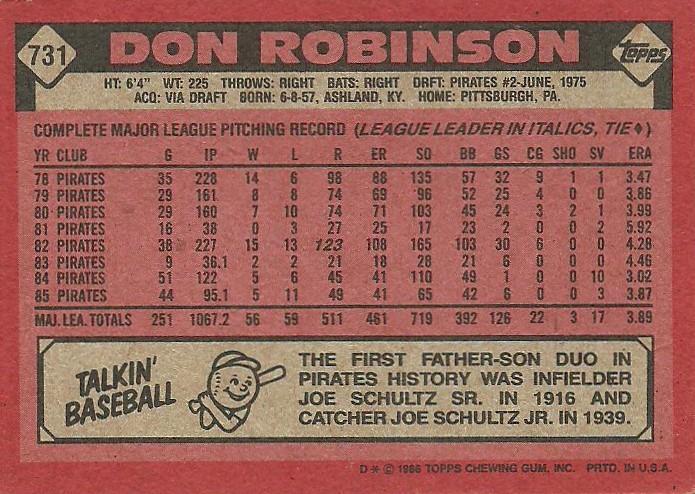 731 DON ROBINSON Topps
HT: 6'4" WT: 225 THROWS: RIGHT BATS: RIGHT DRFT: PIRATES #2-JUNE, 1975
ACQ: VIA DRAFT BORN: 6-8-57, ASHLAND, KY. HOME: PITTSBURGH, PA.
COMPLETE MAJOR LEAGUE PITCHING RECORD (LEAGUE LEADER IN ITALICS, TIE♦)
YR CLUB G IP W L R ER SO BB GS CG SHO SV ERA
78 PIRATES 35 228 14 6 98 88 135 57 32 9 1 1 3.47
79 PIRATES 29 161 8 8 74 69 96 52 25 4 0 0 3.86
80 PIRATES 29 160 7 10 74 71 103 45 24 3 2 1 3.99
81 PIRATES 16 38 0 3 27 25 17 23 2 0 0 2 5.92
82 PIRATES 38 227 15 13 123 108 165 103 30 6 0 0 4.28
83 PIRATES 9 36.1 2 2 21 18 28 21 6 0 0 0 4.46
84 PIRATES 51 122 5 6 45 41 110 49 1 0 0 10 3.02
85 PIRATES 44 95.1 5 11 49 41 65 42 6 0 0 3 3.87
MAJ. LEA. TOTALS 251 1067.2 56 59 511 461 719 392 126 22 3 17 3.89
TALKIN'
BASEBALL
THE FIRST FATHER-SON DUO IN
PIRATES HISTORY WAS INFIELDER
JOE SCHULTZ SR. IN 1916 AND
CATCHER JOE SCHULTZ JR. IN 1939.
D * © 1986 TOPPS CHEWING GUM, INC. PRTD. IN U.S.A.